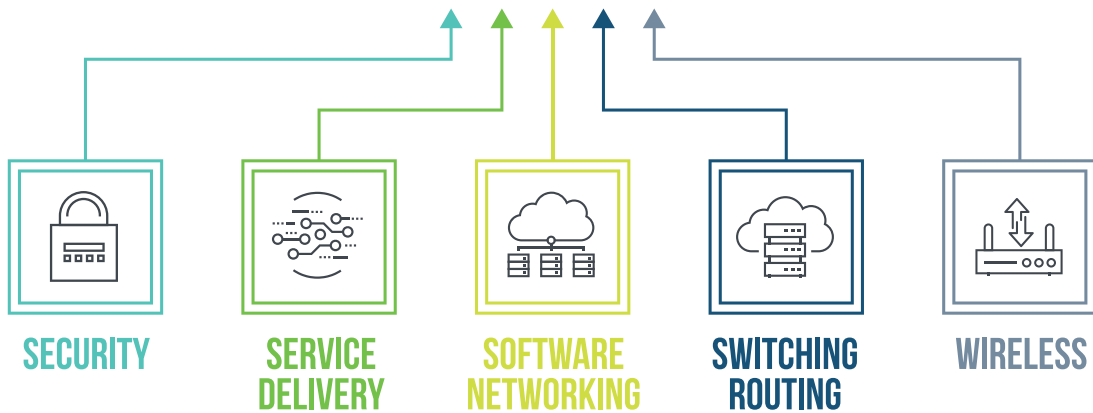 SECURITY
SERVICE
DELIVERY
SOFTWARE
NETWORKING
SWITCHING
ROUTING
WIRELESS